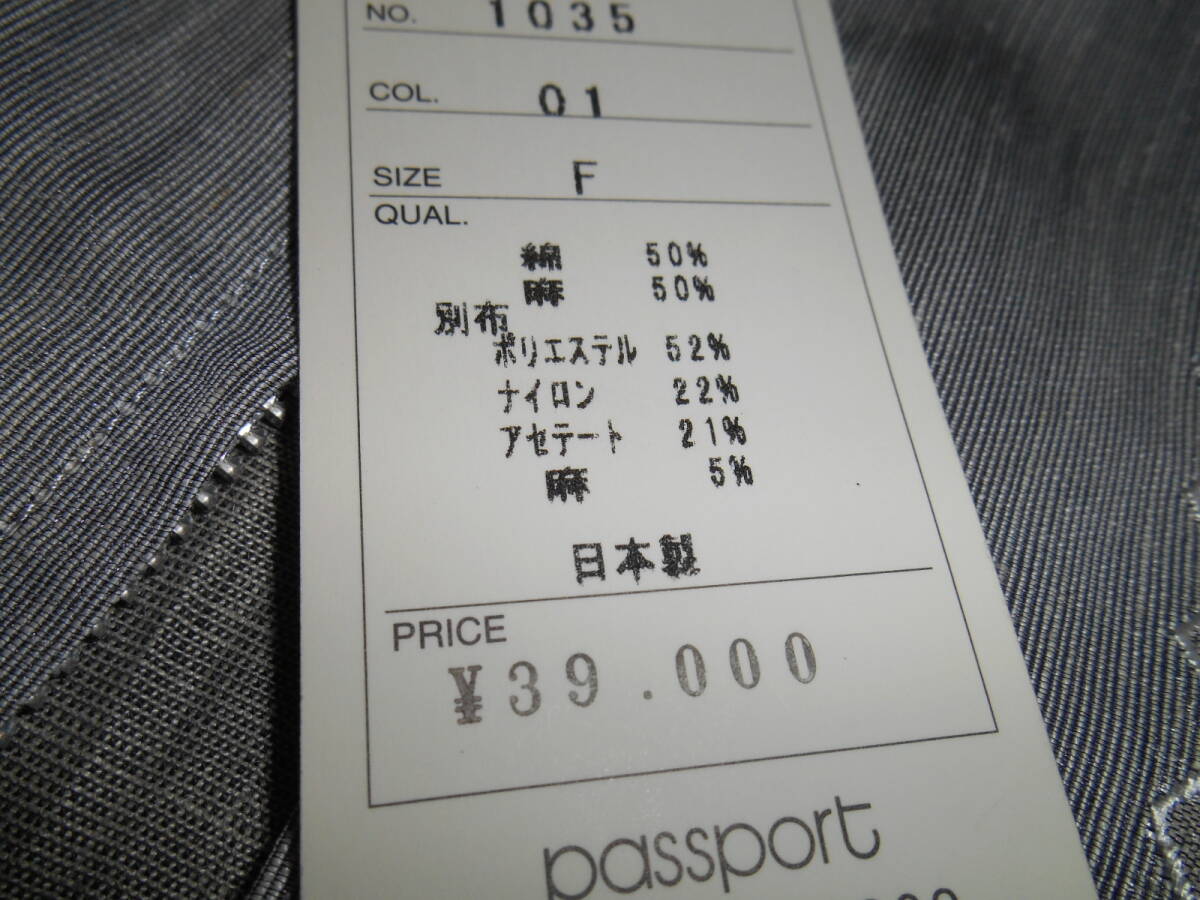 NO. 1035
COL. 01
SIZE F
QUAL.
綿 50%
麻 50%
別布
ポリエステル 52%
ナイロン 22%
アセテート 21%
麻 5%
日本製
PRICE
¥39.000
passport